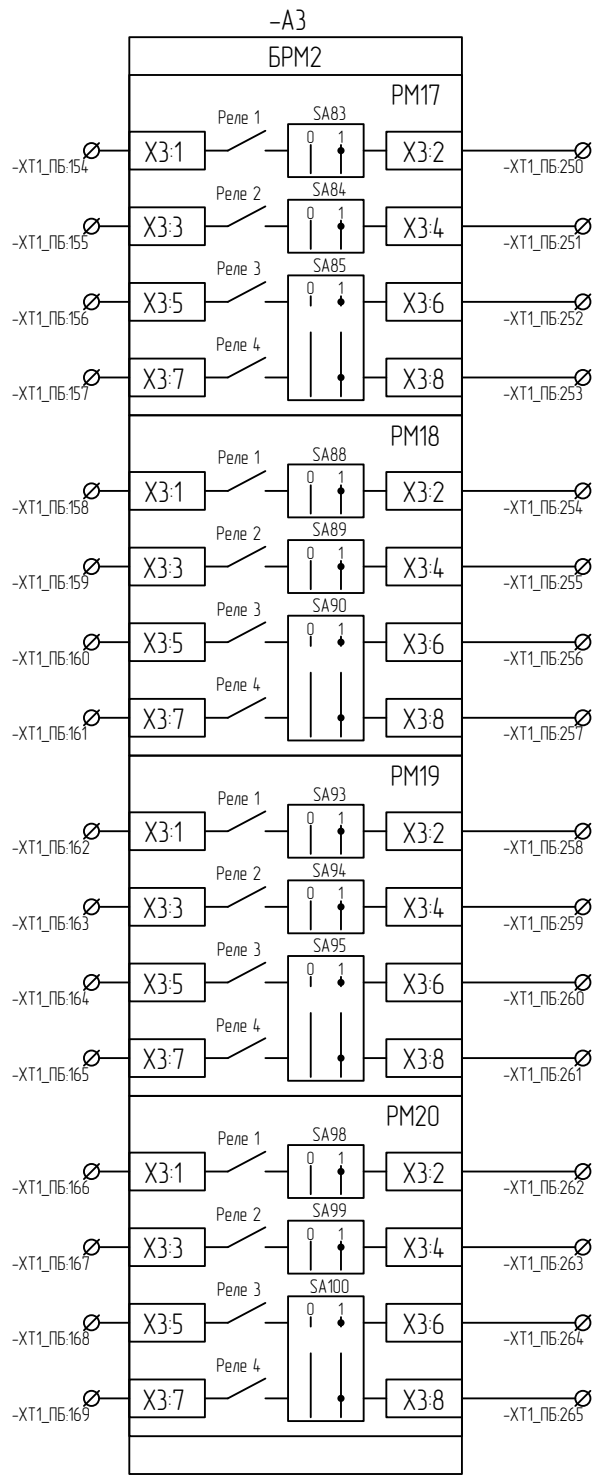 -А3
БРМ2
РМ17
Реле 1 SA83
0 1
-XT1_ПБ:154 X3:1 X3:2 -XT1_ПБ:250
Реле 2 SA84
0 1
-XT1_ПБ:155 X3:3 X3:4 -XT1_ПБ:251
Реле 3 SA85
0 1
-XT1_ПБ:156 X3:5 X3:6 -XT1_ПБ:252
Реле 4
-XT1_ПБ:157 X3:7 X3:8 -XT1_ПБ:253
РМ18
Реле 1 SA88
0 1
-XT1_ПБ:158 X3:1 X3:2 -XT1_ПБ:254
Реле 2 SA89
0 1
-XT1_ПБ:159 X3:3 X3:4 -XT1_ПБ:255
Реле 3 SA90
0 1
-XT1_ПБ:160 X3:5 X3:6 -XT1_ПБ:256
Реле 4
-XT1_ПБ:161 X3:7 X3:8 -XT1_ПБ:257
РМ19
Реле 1 SA93
0 1
-XT1_ПБ:162 X3:1 X3:2 -XT1_ПБ:258
Реле 2 SA94
0 1
-XT1_ПБ:163 X3:3 X3:4 -XT1_ПБ:259
Реле 3 SA95
0 1
-XT1_ПБ:164 X3:5 X3:6 -XT1_ПБ:260
Реле 4
-XT1_ПБ:165 X3:7 X3:8 -XT1_ПБ:261
РМ20
Реле 1 SA98
0 1
-XT1_ПБ:166 X3:1 X3:2 -XT1_ПБ:262
Реле 2 SA99
0 1
-XT1_ПБ:167 X3:3 X3:4 -XT1_ПБ:263
Реле 3 SA100
0 1
-XT1_ПБ:168 X3:5 X3:6 -XT1_ПБ:264
Реле 4
-XT1_ПБ:169 X3:7 X3:8 -XT1_ПБ:265